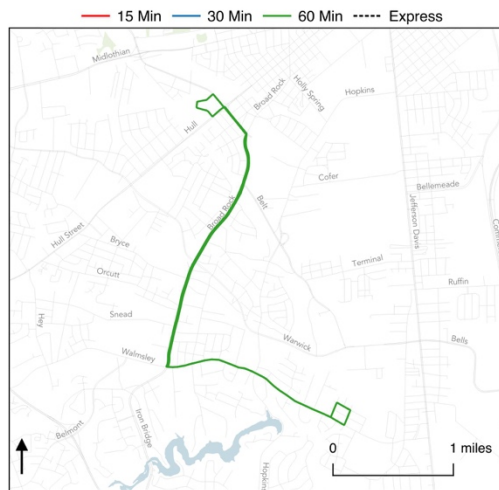 15 Min 30 Min 60 Min Express
Midlothian
Holly Spring
Broad Rock
Hopkins
Hull
Cofer
Bellemeade
Broad Rock
Belt
Jefferson Davis
Hull Street
Bryce
Terminal
Orcutt
Ruffin
Hey
Snead
Warwick
Bells
Walmsley
Iron Bridge
Belmont
0 1 miles